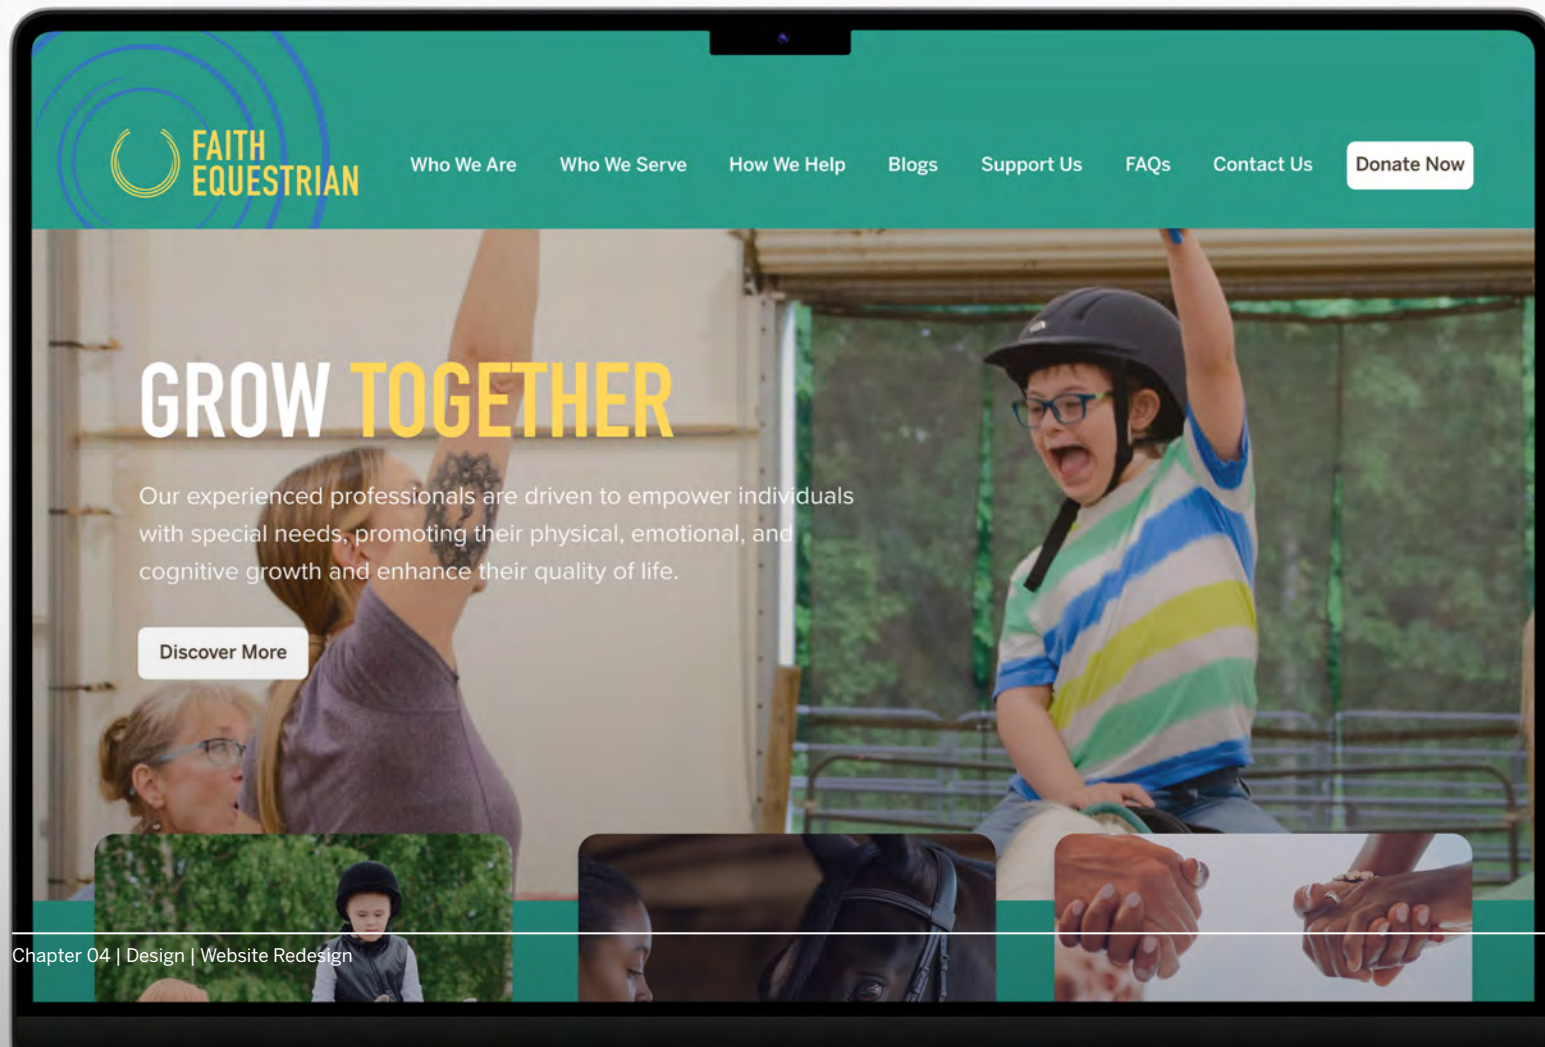 FAITH
EQUESTRIAN
Who We Are Who We Serve How We Help Blogs Support Us FAQs Contact Us Donate Now
GROW TOGETHER
Our experienced professionals are driven to empower individuals
with special needs, promoting their physical, emotional, and
cognitive growth and enhance their quality of life.
Discover More
Chapter 04 | Design | Website Redesign